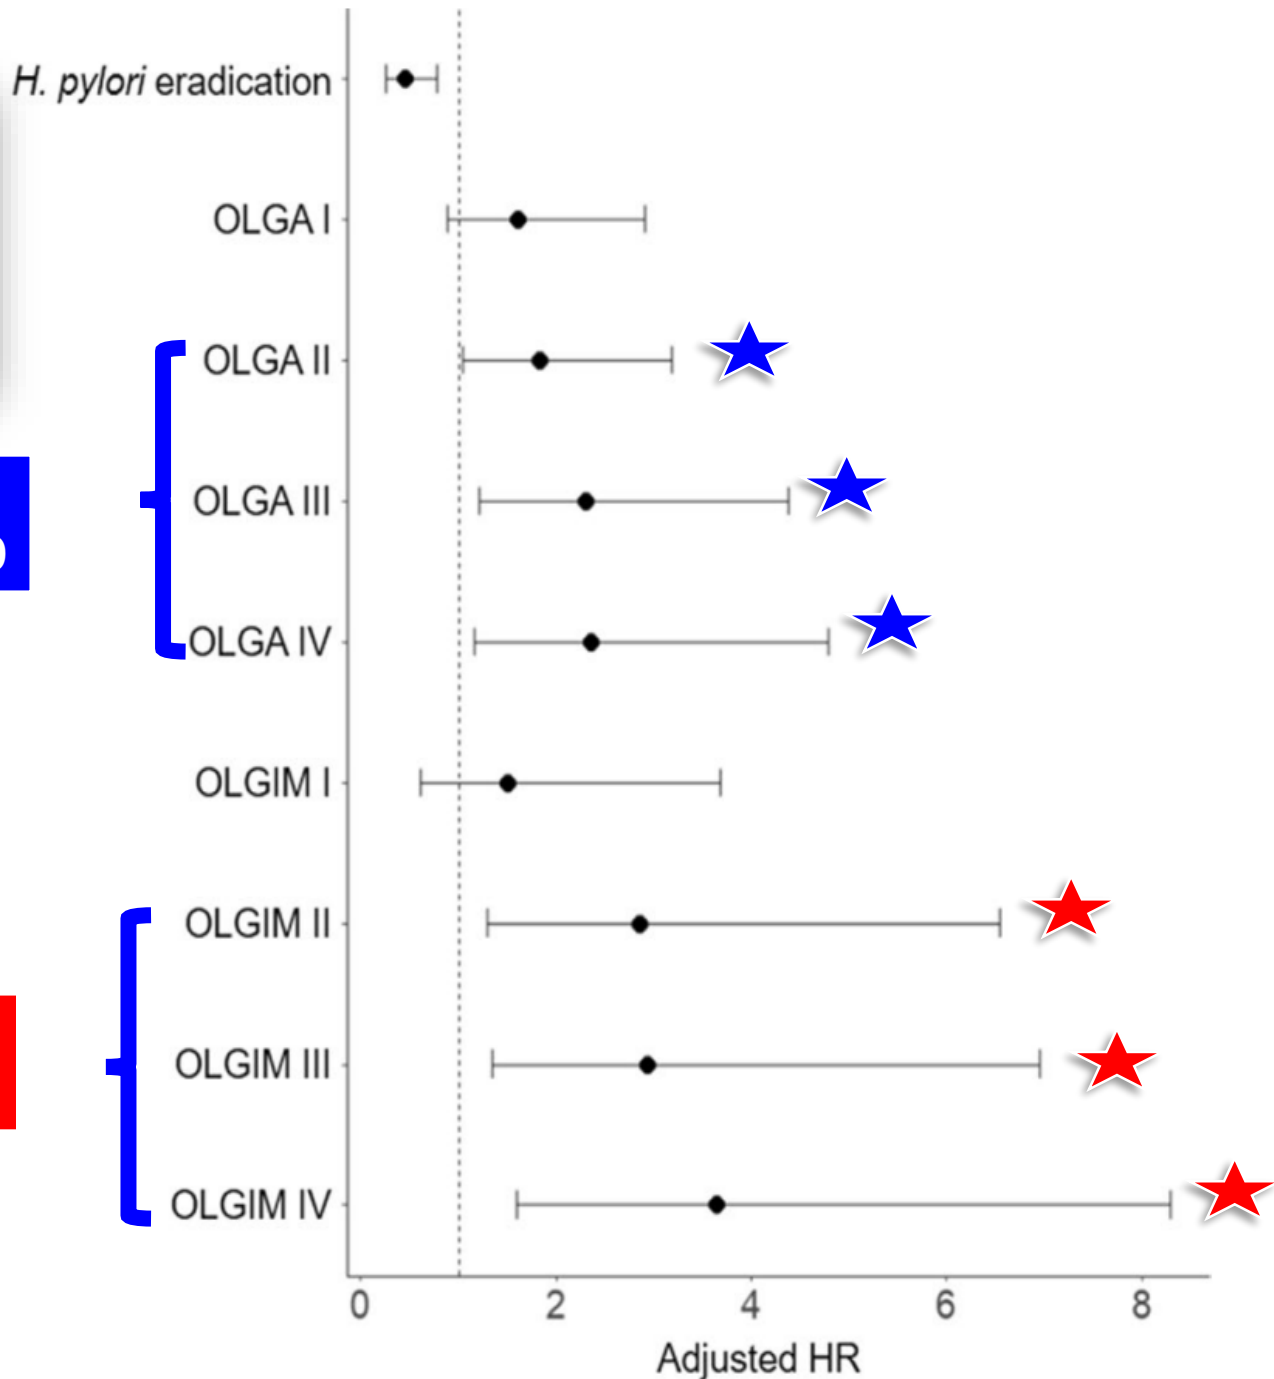 H. pylori eradication
OLGA I
OLGA II
OLGA III
OLGA IV
OLGIM I
OLGIM II
OLGIM III
OLGIM IV
0 2 4 6 8
Adjusted HR